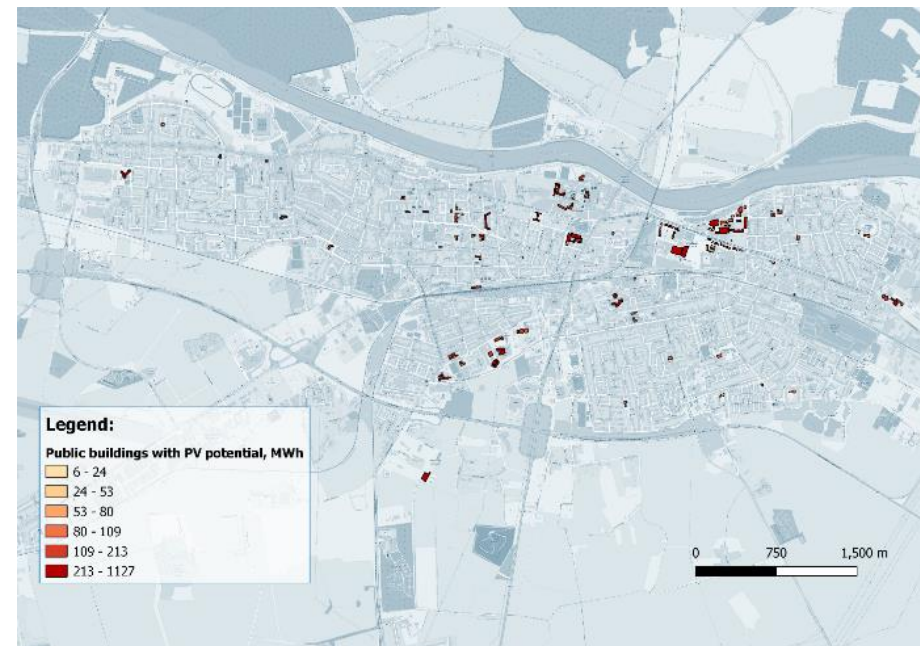 Legend:
Public buildings with PV potential, MWh
6 - 24
24 - 53
53 - 80
80 - 109
109 - 213
213 - 1127
0 750 1,500 m